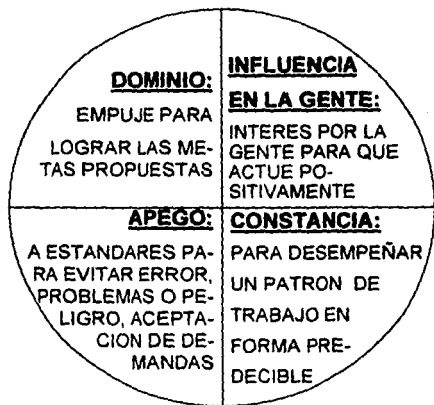 DOMINIO:
EMPUJE PARA
LOGRAR LAS ME-
TAS PROPUESTAS
INFLUENCIA
EN LA GENTE:
INTERES POR LA
GENTE PARA QUE
ACTUE PO-
SITIVAMENTE
APEGO:
A ESTANDARES PA-
RA EVITAR ERROR,
PROBLEMAS O PE-
LIGRO, ACEPTA-
CION DE DE-
MANDAS
CONSTANCIA:
PARA DESEMPEÑAR
UN PATRON DE
TRABAJO EN
FORMA PRE-
DECIBLE